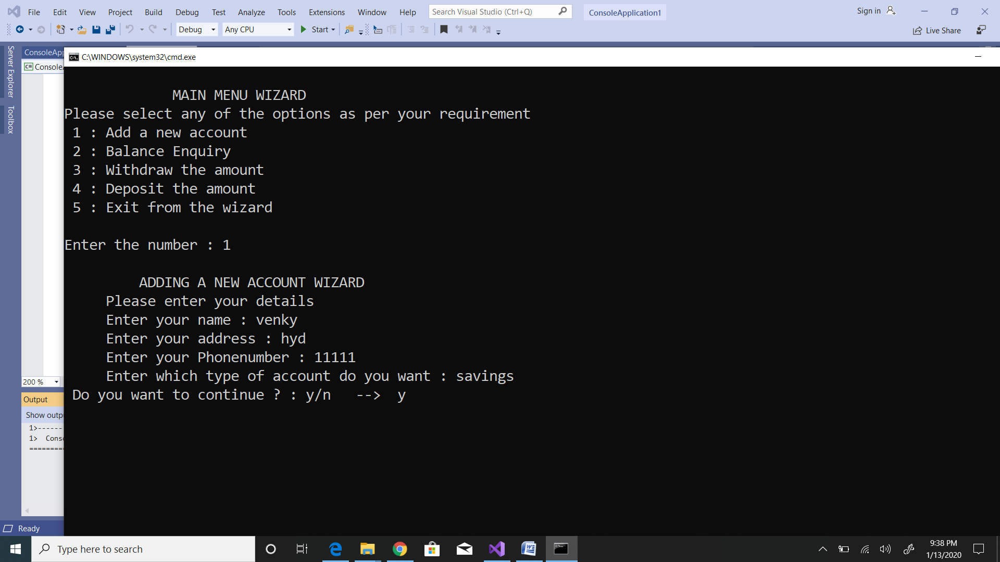 File Edit View Project Build Debug Test Analyze Tools Extensions Window Help Search Visual Studio (Ctrl+Q) ConsoleApplication1 Sign in
Debug Any CPU Start Live Share
Server Explorer
Toolbox
ConsoleApp
C:\WINDOWS\system32\cmd.exe
C# ConsoleA
MAIN MENU WIZARD
Please select any of the options as per your requirement
1 : Add a new account
2 : Balance Enquiry
3 : Withdraw the amount
4 : Deposit the amount
5 : Exit from the wizard
Enter the number : 1
ADDING A NEW ACCOUNT WIZARD
Please enter your details
Enter your name : venky
Enter your address : hyd
Enter your Phonenumber : 11111
Enter which type of account do you want : savings
Do you want to continue ? : y/n --> y
200 %
Output
Show outp
1>------
1> Conso
=========
Ready
Type here to search
9:38 PM
1/13/2020